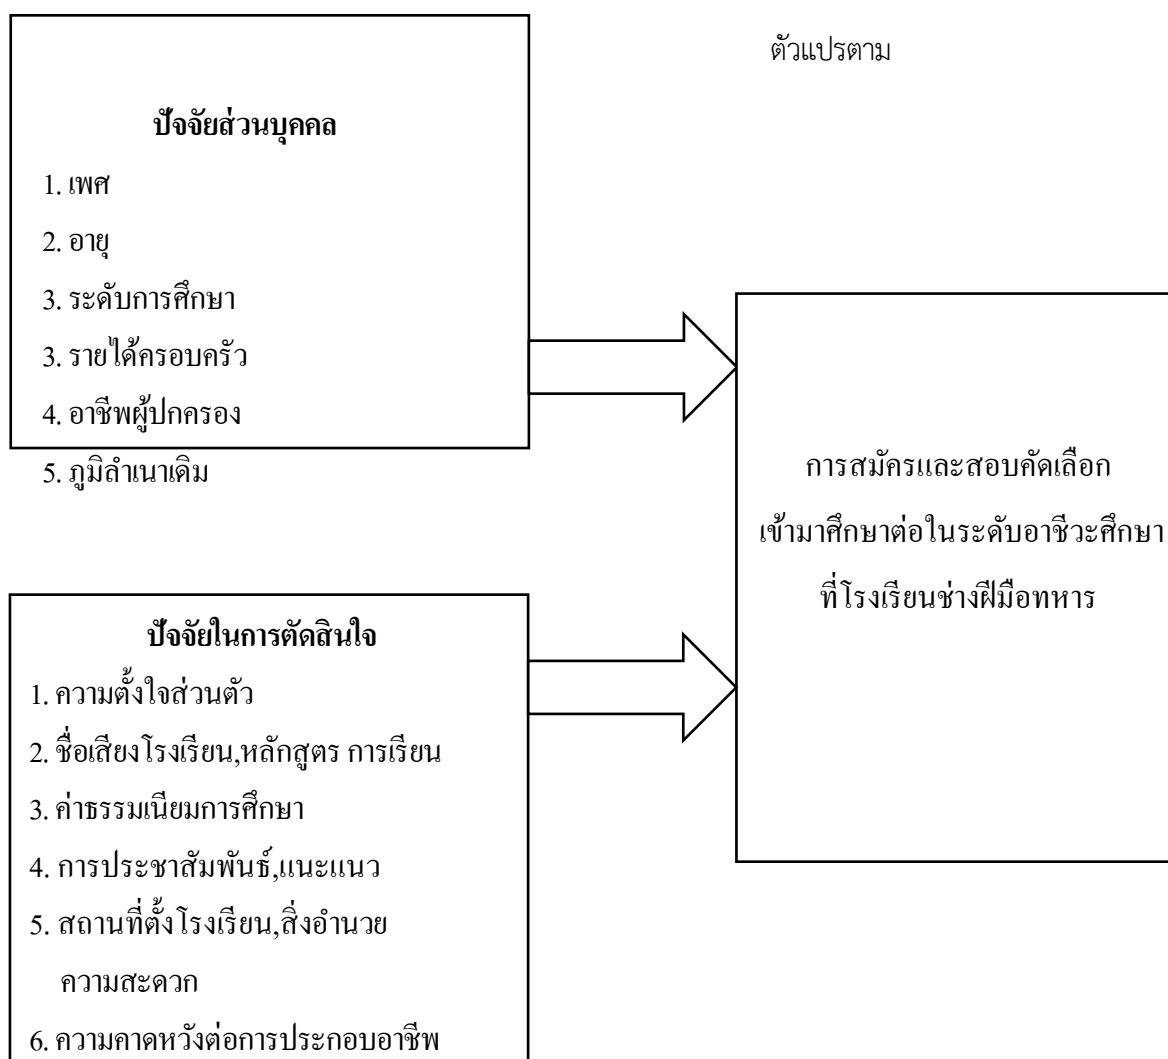 ตัวแปรตาม
ปัจจัยส่วนบุคคล
1. เพศ
2. อายุ
3. ระดับการศึกษา
3. รายได้ครอบครัว
4. อาชีพผู้ปกครอง
5. ภูมิลำเนาเดิม
การสมัครและสอบคัดเลือก
เข้ามาศึกษาต่อในระดับอาชีวะศึกษา
ที่โรงเรียนช่างฝีมือทหาร
ปัจจัยในการตัดสินใจ
1. ความตั้งใจส่วนตัว
2. ชื่อเสียงโรงเรียน,หลักสูตร การเรียน
3. ค่าธรรมเนียมการศึกษา
4. การประชาสัมพันธ์,แนะแนว
5. สถานที่ตั้งโรงเรียน,สิ่งอำนวย
ความสะดวก
6. ความคาดหวังต่อการประกอบอาชีพ